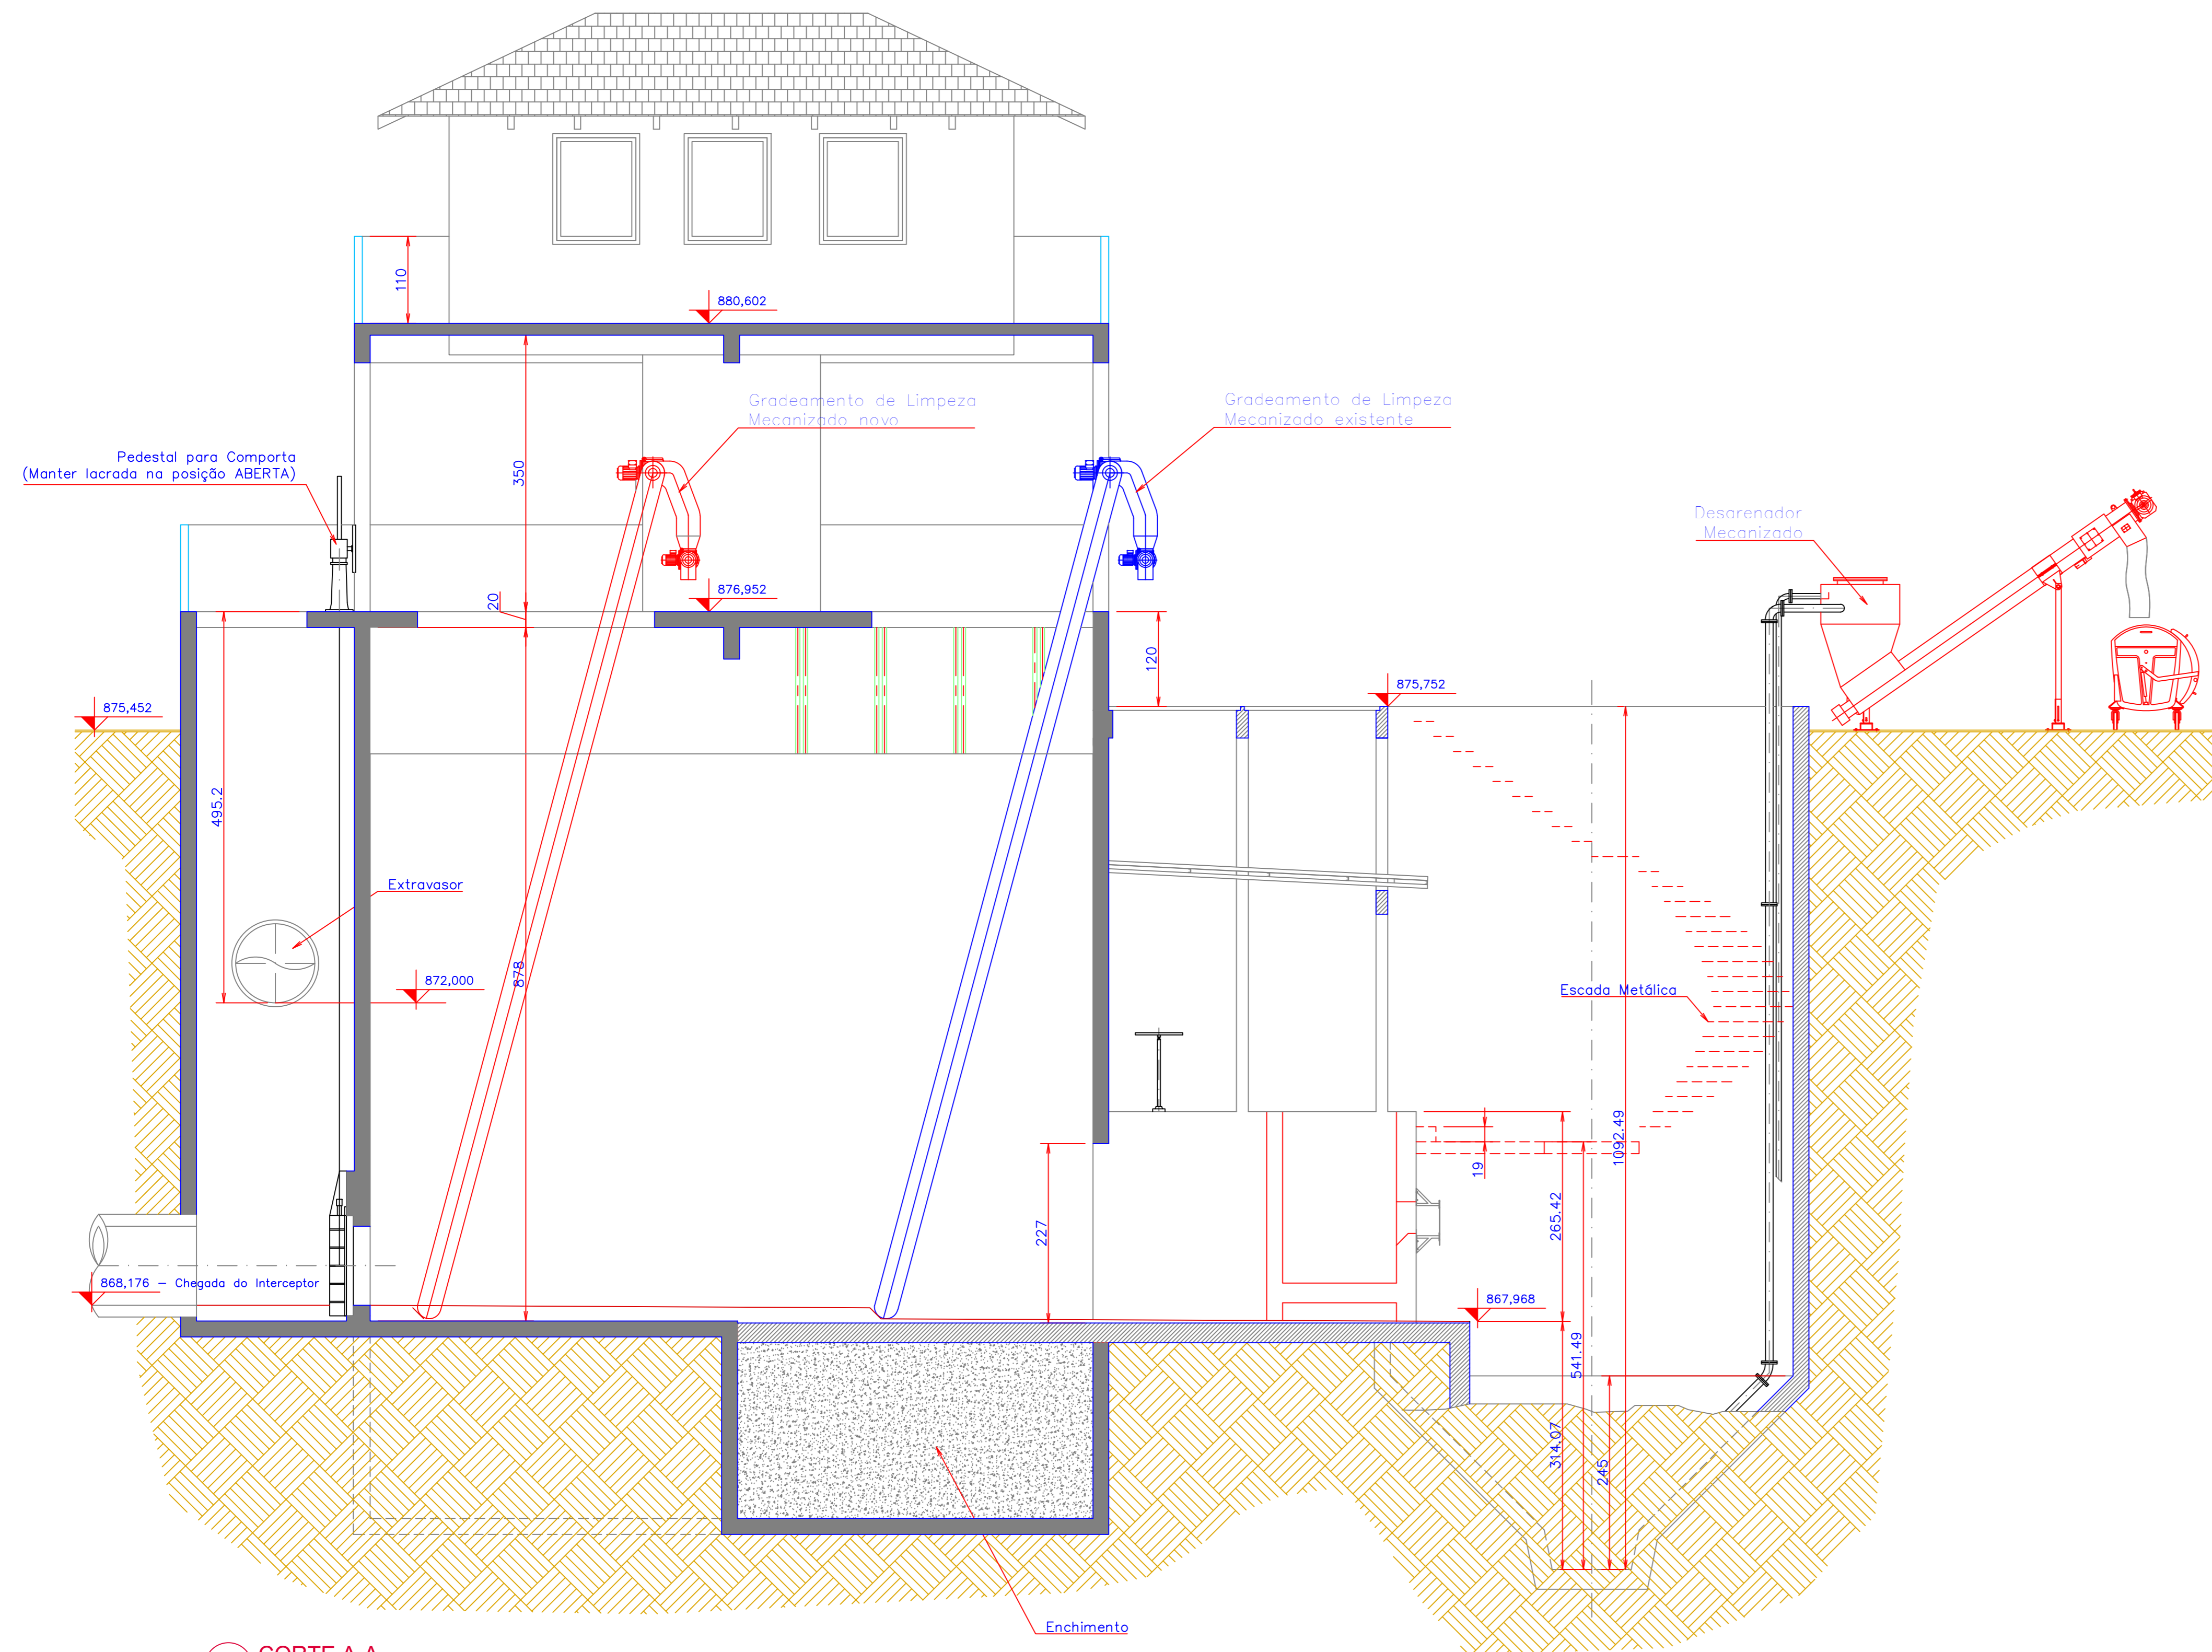 110
880,602
Gradeamento de Limpeza
Mecanizado novo
Gradeamento de Limpeza
Mecanizado existente
Pedestal para Comporta
(Manter lacrada na posição ABERTA)
350
Desarenador
Mecanizado
876,952
20
120
875,752
875,452
495.2
Extravasor
872,000
878
Escada Metálica
1092.49
19
265.42
227
868,176 – Chegada do Interceptor
867,968
541.49
314.07
245
Enchimento
CORTE A-A